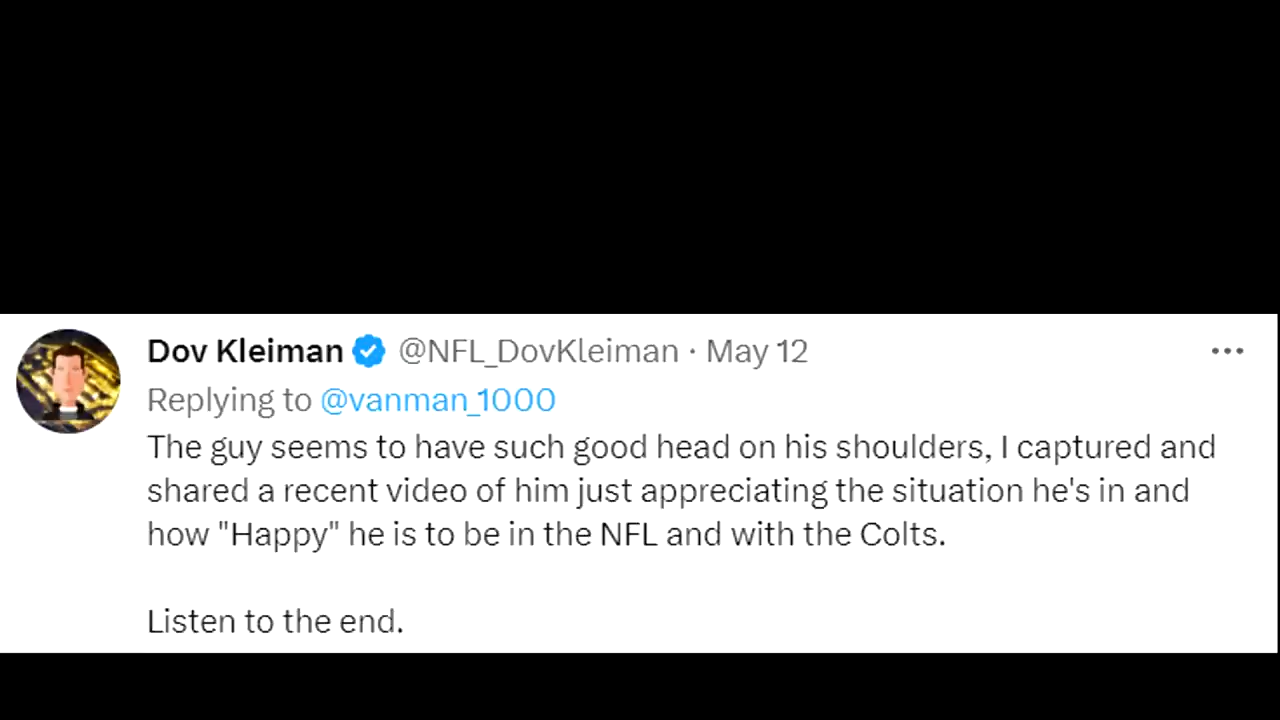 Dov Kleiman @NFL_DovKleiman · May 12
Replying to @vanman_1000
The guy seems to have such good head on his shoulders, I captured and
shared a recent video of him just appreciating the situation he's in and
how "Happy" he is to be in the NFL and with the Colts.
Listen to the end.